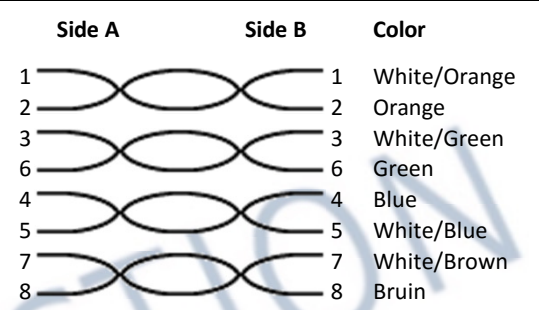 Side A Side B Color
1 1 White/Orange
2 2 Orange
3 3 White/Green
6 6 Green
4 4 Blue
5 5 White/Blue
7 7 White/Brown
8 8 Bruin